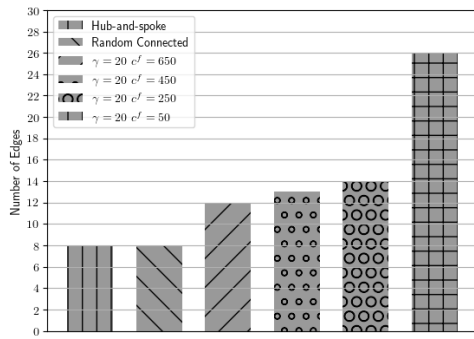 30
28
26
24
22
20
18
16
14
12
10
8
6
4
2
0
Number of Edges
Hub-and-spoke
Random Connected
γ = 20 c^f = 650
γ = 20 c^f = 450
γ = 20 c^f = 250
γ = 20 c^f = 50